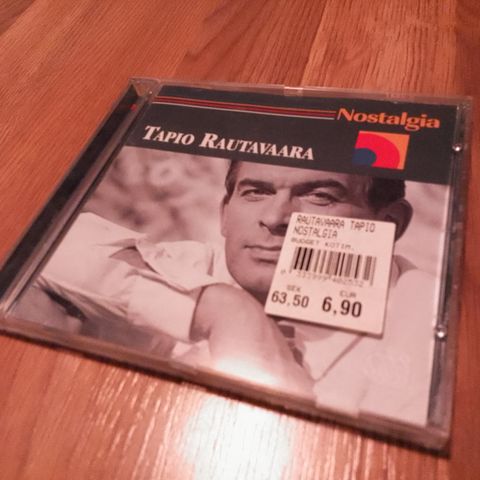 Nostalgia
TAPIO RAUTAVAARA
RAUTAVAARA TAPIO
NOSTALGIA
BUDGET KOTIM.
SEK EUR
63,50 6,90